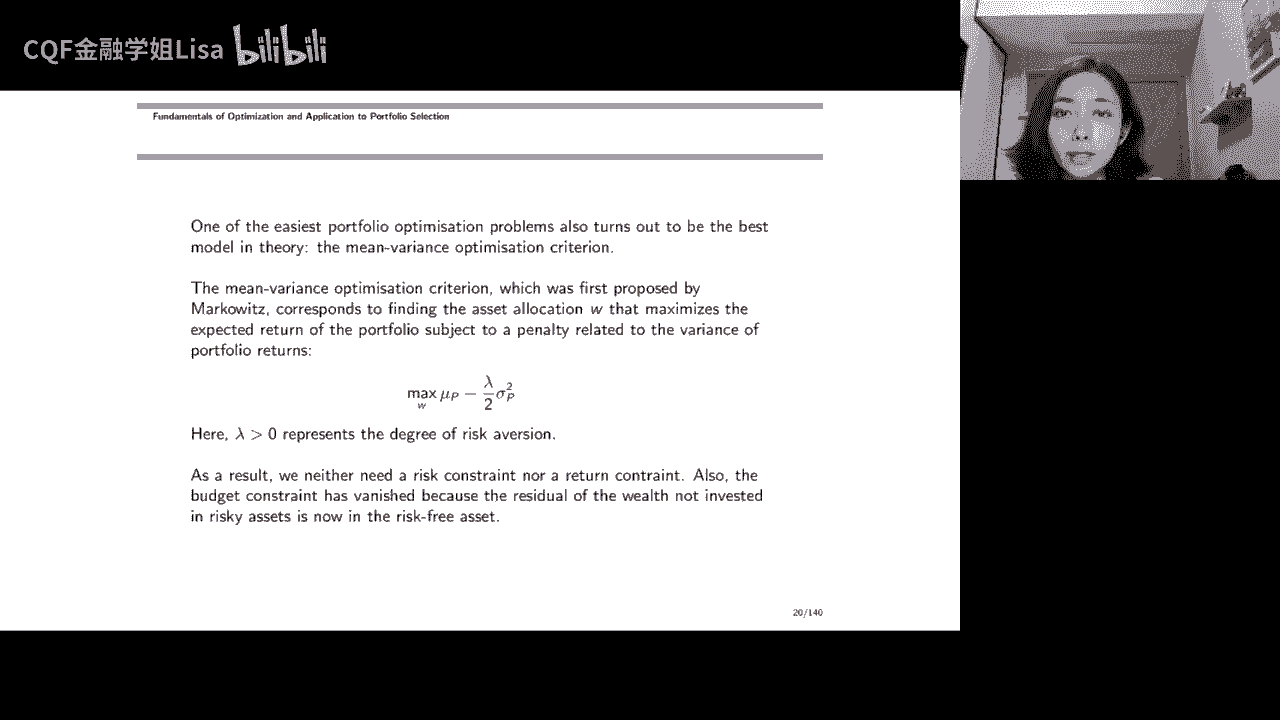 CQF金融学姐Lisa bilibili
Fundamentals of Optimization and Application to Portfolio Selection
One of the easiest portfolio optimisation problems also turns out to be the best
model in theory: the mean-variance optimisation criterion.
The mean-variance optimisation criterion, which was first proposed by
Markowitz, corresponds to finding the asset allocation w that maximizes the
expected return of the portfolio subject to a penalty related to the variance of
portfolio returns:
max_w μ_P − λ/2 σ_P^2
Here, λ > 0 represents the degree of risk aversion.
As a result, we neither need a risk constraint nor a return contraint. Also, the
budget constraint has vanished because the residual of the wealth not invested
in risky assets is now in the risk-free asset.
20/140